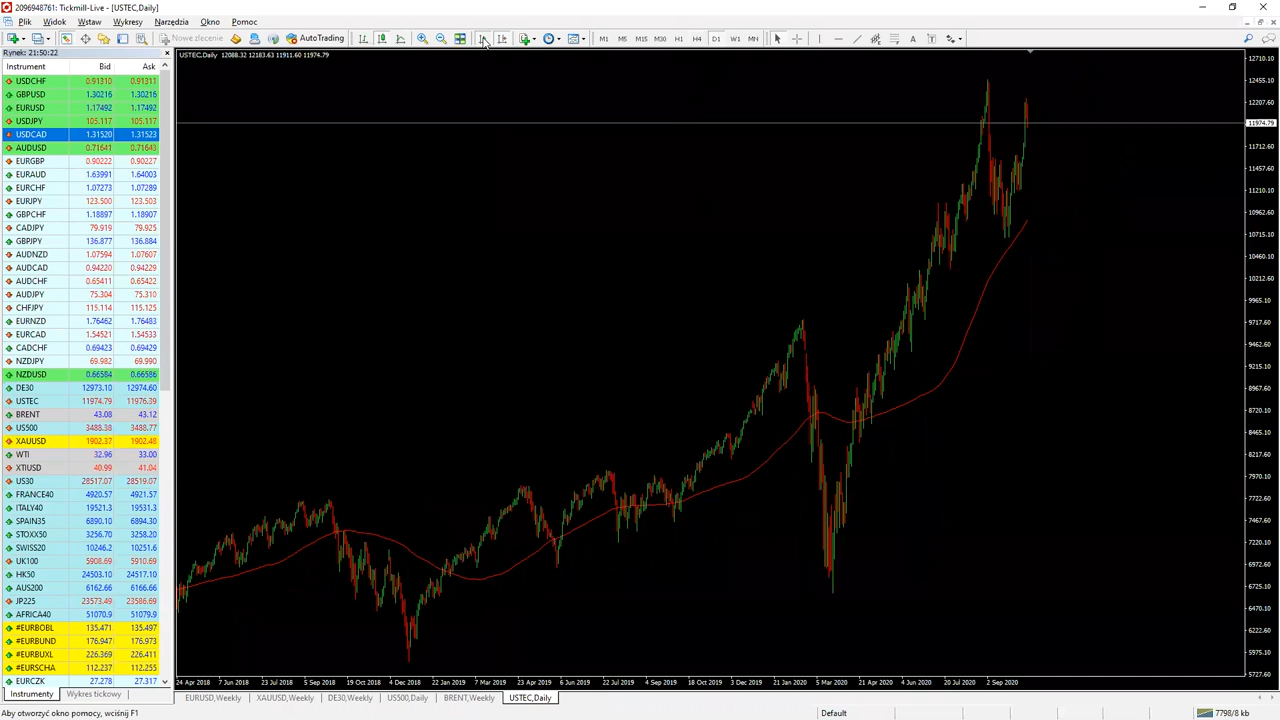 2096948761: Tickmill-Live - [USTEC,Daily]
Plik Widok Wstaw Wykresy Narzędzia Okno Pomoc
Nowe zlecenie AutoTrading M1 M5 M15 M30 H1 H4 D1 W1 MN A T
Rynek: 21:50:22
USTEC,Daily 12088.32 12183.63 11911.60 11974.79
Instrument Bid Ask
USDCHF 0.91310 0.91311
GBPUSD 1.30216 1.30216
EURUSD 1.17492 1.17492
USDJPY 105.117 105.117
USDCAD 1.31520 1.31523
AUDUSD 0.71641 0.71643
EURGBP 0.90222 0.90227
EURAUD 1.63991 1.64003
EURCHF 1.07273 1.07289
EURJPY 123.500 123.503
GBPCHF 1.18897 1.18907
CADJPY 79.919 79.925
GBPJPY 136.877 136.884
AUDNZD 1.07594 1.07607
AUDCAD 0.94220 0.94229
AUDCHF 0.65411 0.65422
AUDJPY 75.304 75.310
CHFJPY 115.114 115.125
EURNZD 1.76462 1.76483
EURCAD 1.54521 1.54533
CADCHF 0.69423 0.69429
NZDJPY 69.982 69.990
NZDUSD 0.66584 0.66586
DE30 12973.10 12974.60
USTEC 11974.79 11976.39
BRENT 43.08 43.12
US500 3488.38 3488.77
XAUUSD 1902.37 1902.48
WTI 32.96 33.00
XTIUSD 40.99 41.04
US30 28517.07 28519.07
FRANCE40 4920.57 4921.57
ITALY40 19521.3 19531.3
SPAIN35 6890.10 6894.30
STOXX50 3256.70 3258.20
SWISS20 10246.2 10251.6
UK100 5908.69 5910.69
HK50 24503.10 24517.10
AUS200 6162.66 6166.66
JP225 23573.49 23586.69
AFRICA40 51070.9 51079.9
#EURBOBL 135.471 135.497
#EURBUND 176.947 176.973
#EURBUXL 226.389 226.411
#EURSCHA 112.237 112.255
EURCZK 27.278 27.317
12710.10
12455.10
12207.60
11974.79
11712.60
11457.60
11210.10
10962.60
10715.10
10460.10
10212.60
9965.10
9717.60
9462.60
9215.10
8967.60
8720.10
8465.10
8217.60
7970.10
7722.60
7467.60
7220.10
6972.60
6725.10
6470.10
6222.60
5975.10
5727.60
24 Apr 2018 7 Jun 2018 23 Jul 2018 5 Sep 2018 19 Oct 2018 4 Dec 2018 22 Jan 2019 7 Mar 2019 23 Apr 2019 6 Jun 2019 22 Jul 2019 4 Sep 2019 18 Oct 2019 3 Dec 2019 21 Jan 2020 5 Mar 2020 21 Apr 2020 4 Jun 2020 20 Jul 2020 2 Sep 2020
Instrumenty Wykres tickowy
EURUSD,Weekly XAUUSD,Weekly DE30,Weekly US500,Daily BRENT,Weekly USTEC,Daily
Aby otworzyć okno pomocy, wciśnij F1 Default 7798/8 kb